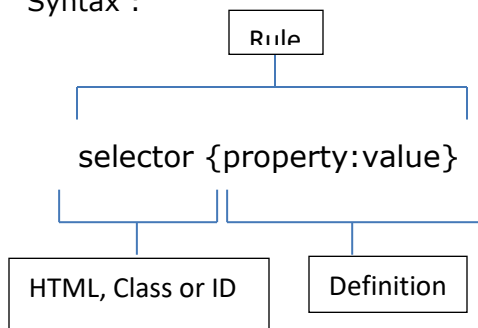 Syntax :
Rule
selector {property:value}
HTML, Class or ID
Definition